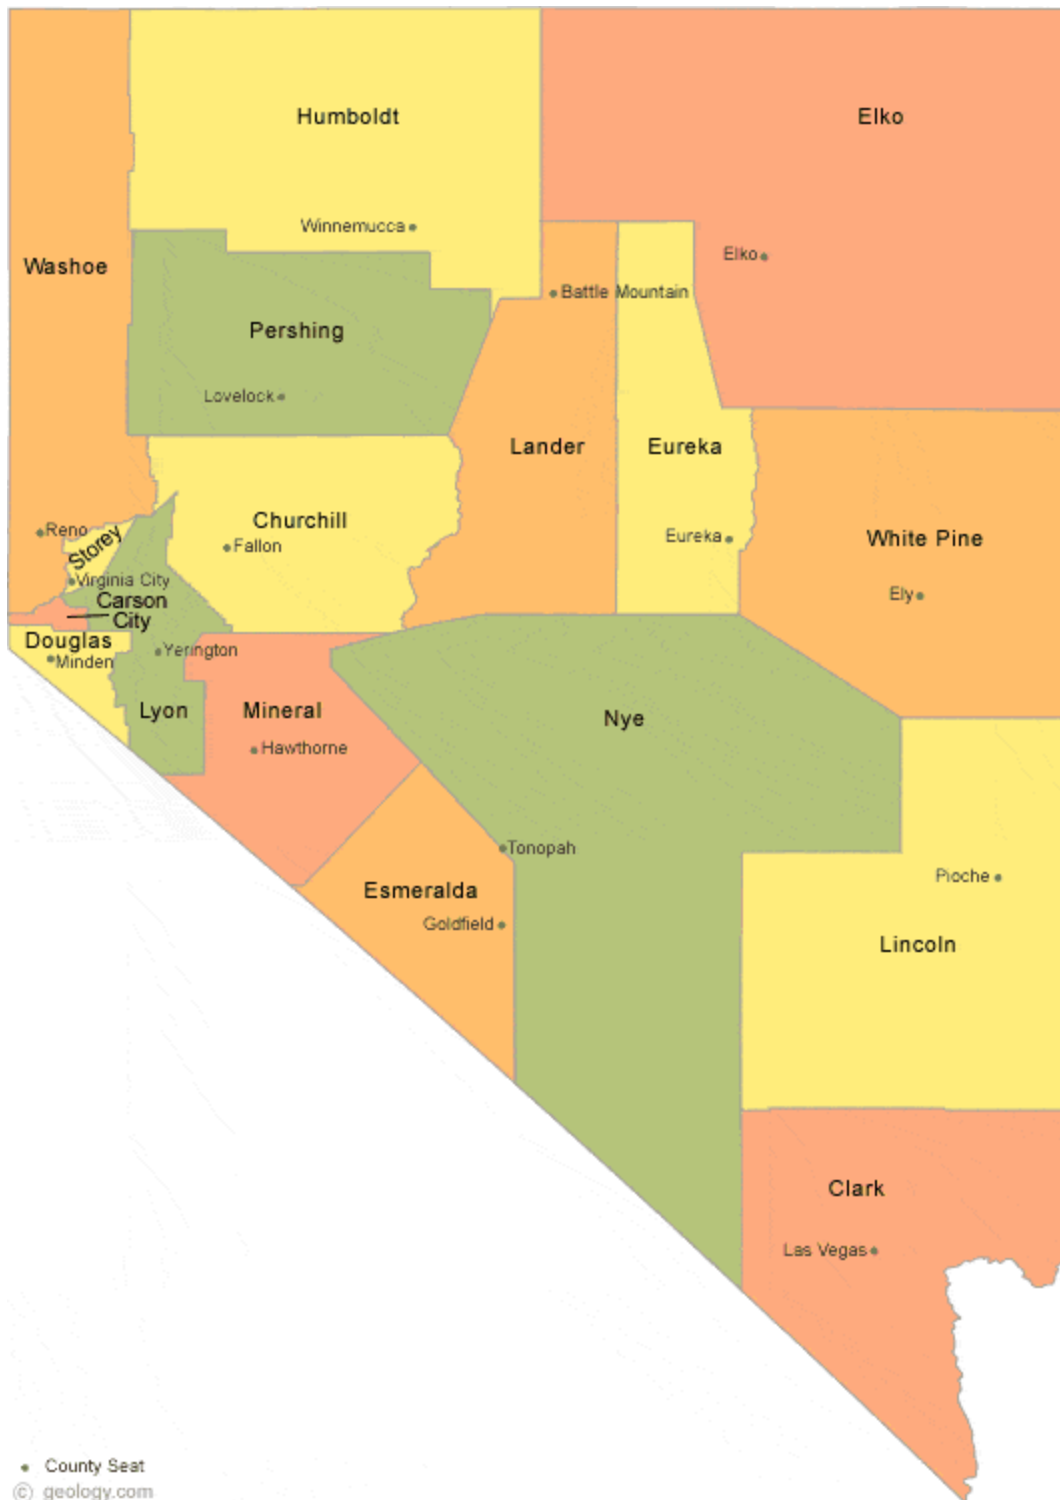 Humboldt
Elko
Winnemucca
Elko
Washoe
Battle Mountain
Pershing
Lovelock
Lander
Eureka
Churchill
Reno
Storey
Fallon
Eureka
White Pine
Virginia City
Ely
Carson
City
Douglas
Minden
Yerington
Lyon
Mineral
Nye
Hawthorne
Tonopah
Pioche
Esmeralda
Goldfield
Lincoln
Clark
Las Vegas
County Seat
© geology.com